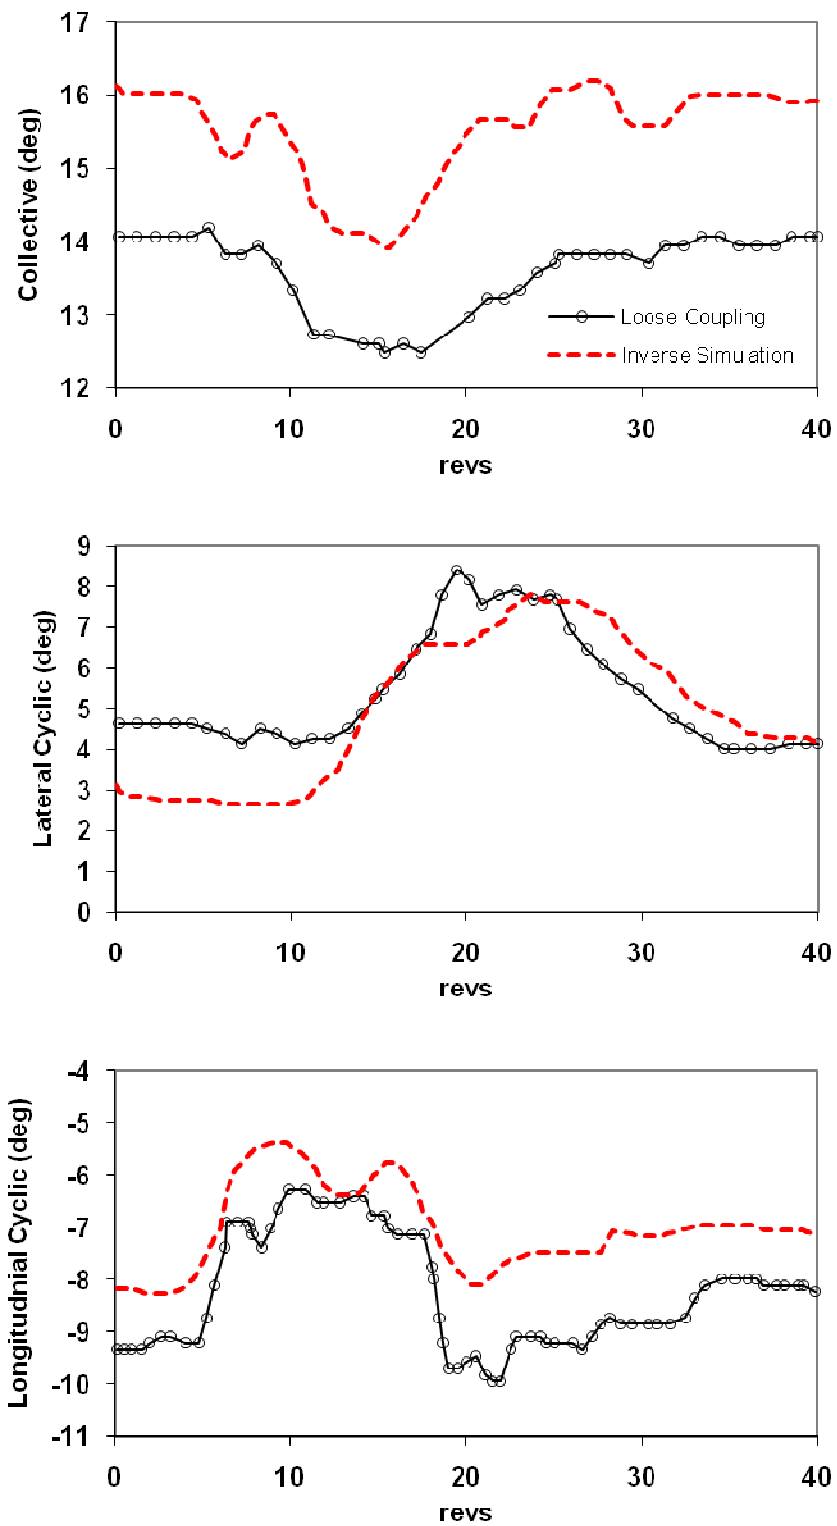 17
16
15
14
13
12
Collective (deg)
Loose Coupling
Inverse Simulation
0 10 20 30 40
revs
9
8
7
6
5
4
3
2
1
0
Lateral Cyclic (deg)
0 10 20 30 40
revs
-4
-5
-6
-7
-8
-9
-10
-11
Longitudnial Cyclic (deg)
0 10 20 30 40
revs